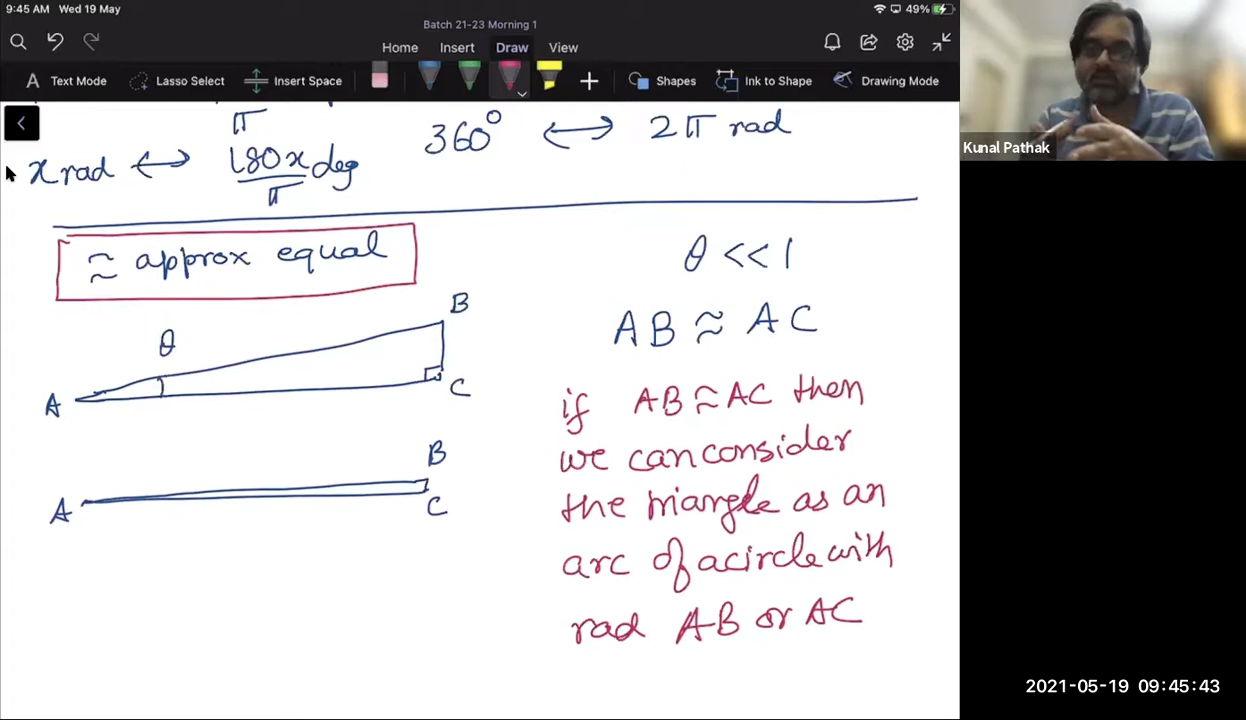 9:45 AM Wed 19 May
49%
Batch 21-23 Morning 1
Home Insert Draw View
Text Mode Lasso Select Insert Space Shapes Ink to Shape Drawing Mode
Kunal Pathak
π
360° ↔ 2π rad
x rad ↔ 180x/π deg
≈ approx equal
θ << 1
B
θ
AB ≈ AC
A
C
if AB ≈ AC then
we can consider
B
the triangle as an
A
C
arc of a circle with
rad AB or AC
2021-05-19 09:45:43